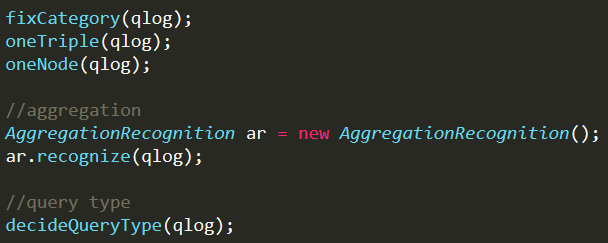 fixCategory(qlog);
oneTriple(qlog);
oneNode(qlog);
//aggregation
AggregationRecognition ar = new AggregationRecognition();
ar.recognize(qlog);
//query type
decideQueryType(qlog);